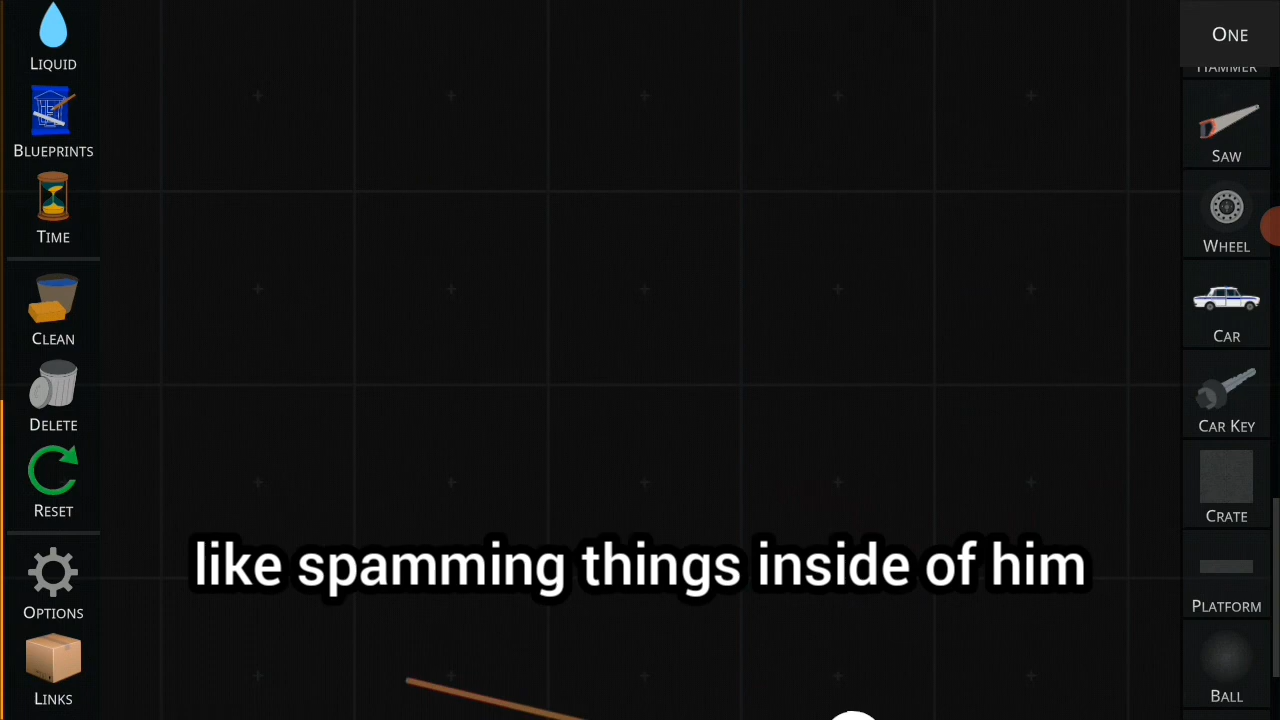 LIQUID
BLUEPRINTS
TIME
CLEAN
DELETE
RESET
OPTIONS
LINKS
like spamming things inside of him
ONE
HAMMER
SAW
WHEEL
CAR
CAR KEY
CRATE
PLATFORM
BALL